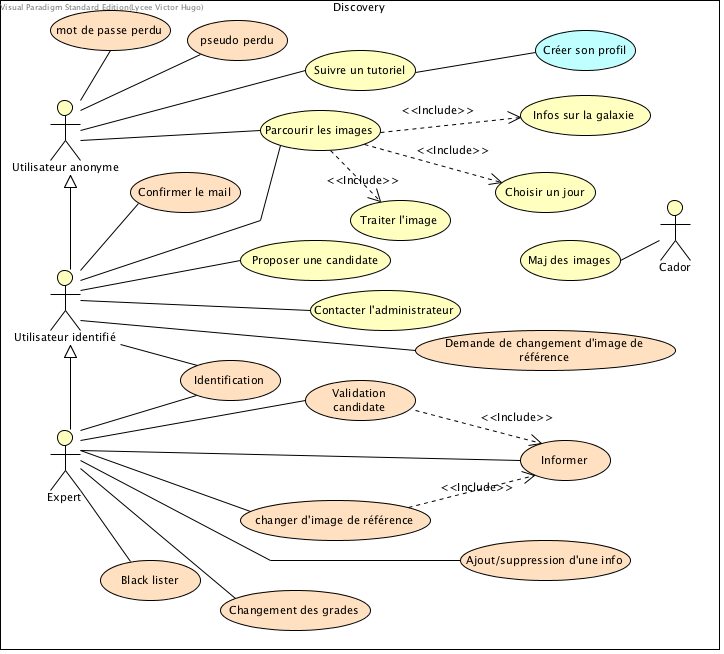 Visual Paradigm Standard Edition(Lycee Victor Hugo)
Discovery
mot de passe perdu
pseudo perdu
Suivre un tutoriel
Créer son profil
Utilisateur anonyme
Parcourir les images
<<Include>>
Infos sur la galaxie
<<Include>>
<<Include>>
Confirmer le mail
Choisir un jour
Traiter l'image
Proposer une candidate
Maj des images
Cador
Contacter l'administrateur
Utilisateur identifié
Demande de changement d'image de
référence
Identification
Validation
candidate
<<Include>>
Informer
<<Include>>
Expert
changer d'image de référence
Ajout/suppression d'une info
Black lister
Changement des grades